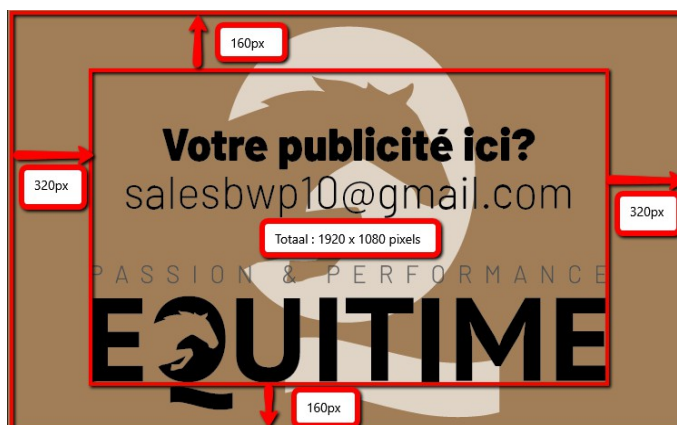 160px
Votre publicité ici?
320px
salesbwp10@gmail.com
320px
Totaal : 1920 x 1080 pixels
PASSION & PERFORMANCE
EQUITIME
160px